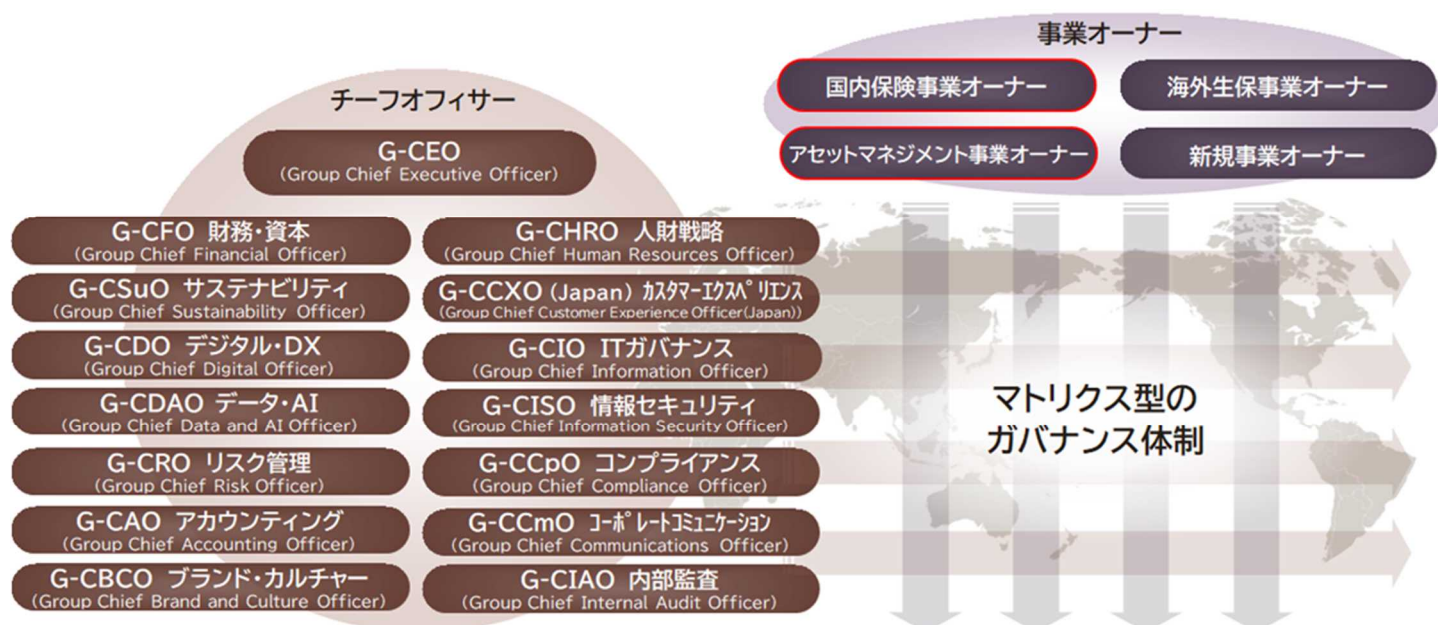 チーフオフィサー
G-CEO
(Group Chief Executive Officer)
G-CFO 財務・資本
(Group Chief Financial Officer)
G-CHRO 人財戦略
(Group Chief Human Resources Officer)
G-CSuO サステナビリティ
(Group Chief Sustainability Officer)
G-CCXO (Japan) カスタマーエクスペリエンス
(Group Chief Customer Experience Officer(Japan))
G-CDO デジタル・DX
(Group Chief Digital Officer)
G-CIO ITガバナンス
(Group Chief Information Officer)
G-CDAO データ・AI
(Group Chief Data and AI Officer)
G-CISO 情報セキュリティ
(Group Chief Information Security Officer)
G-CRO リスク管理
(Group Chief Risk Officer)
G-CCpO コンプライアンス
(Group Chief Compliance Officer)
G-CAO アカウンティング
(Group Chief Accounting Officer)
G-CCmO コーポレートコミュニケーション
(Group Chief Communications Officer)
G-CBCO ブランド・カルチャー
(Group Chief Brand and Culture Officer)
G-CIAO 内部監査
(Group Chief Internal Audit Officer)
事業オーナー
国内保険事業オーナー
海外生保事業オーナー
アセットマネジメント事業オーナー
新規事業オーナー
マトリクス型の
ガバナンス体制